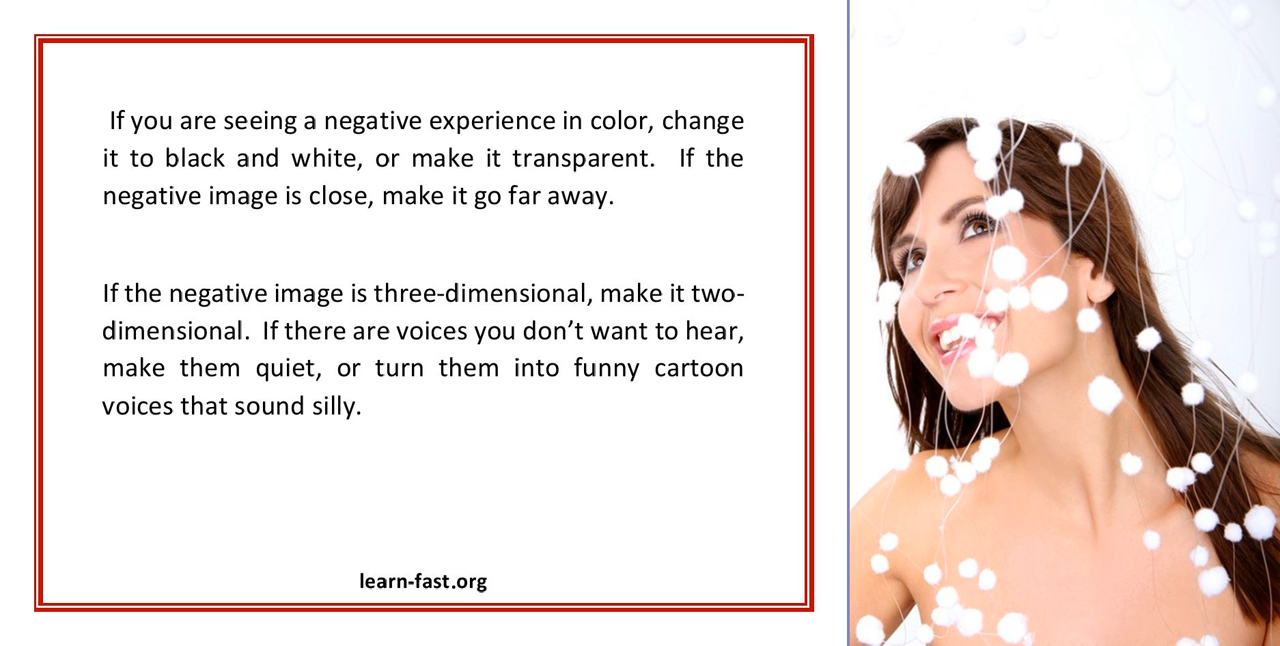 If you are seeing a negative experience in color, change
it to black and white, or make it transparent.  If the
negative image is close, make it go far away.
If the negative image is three-dimensional, make it two-
dimensional.  If there are voices you don’t want to hear,
make them quiet, or turn them into funny cartoon
voices that sound silly.
learn-fast.org